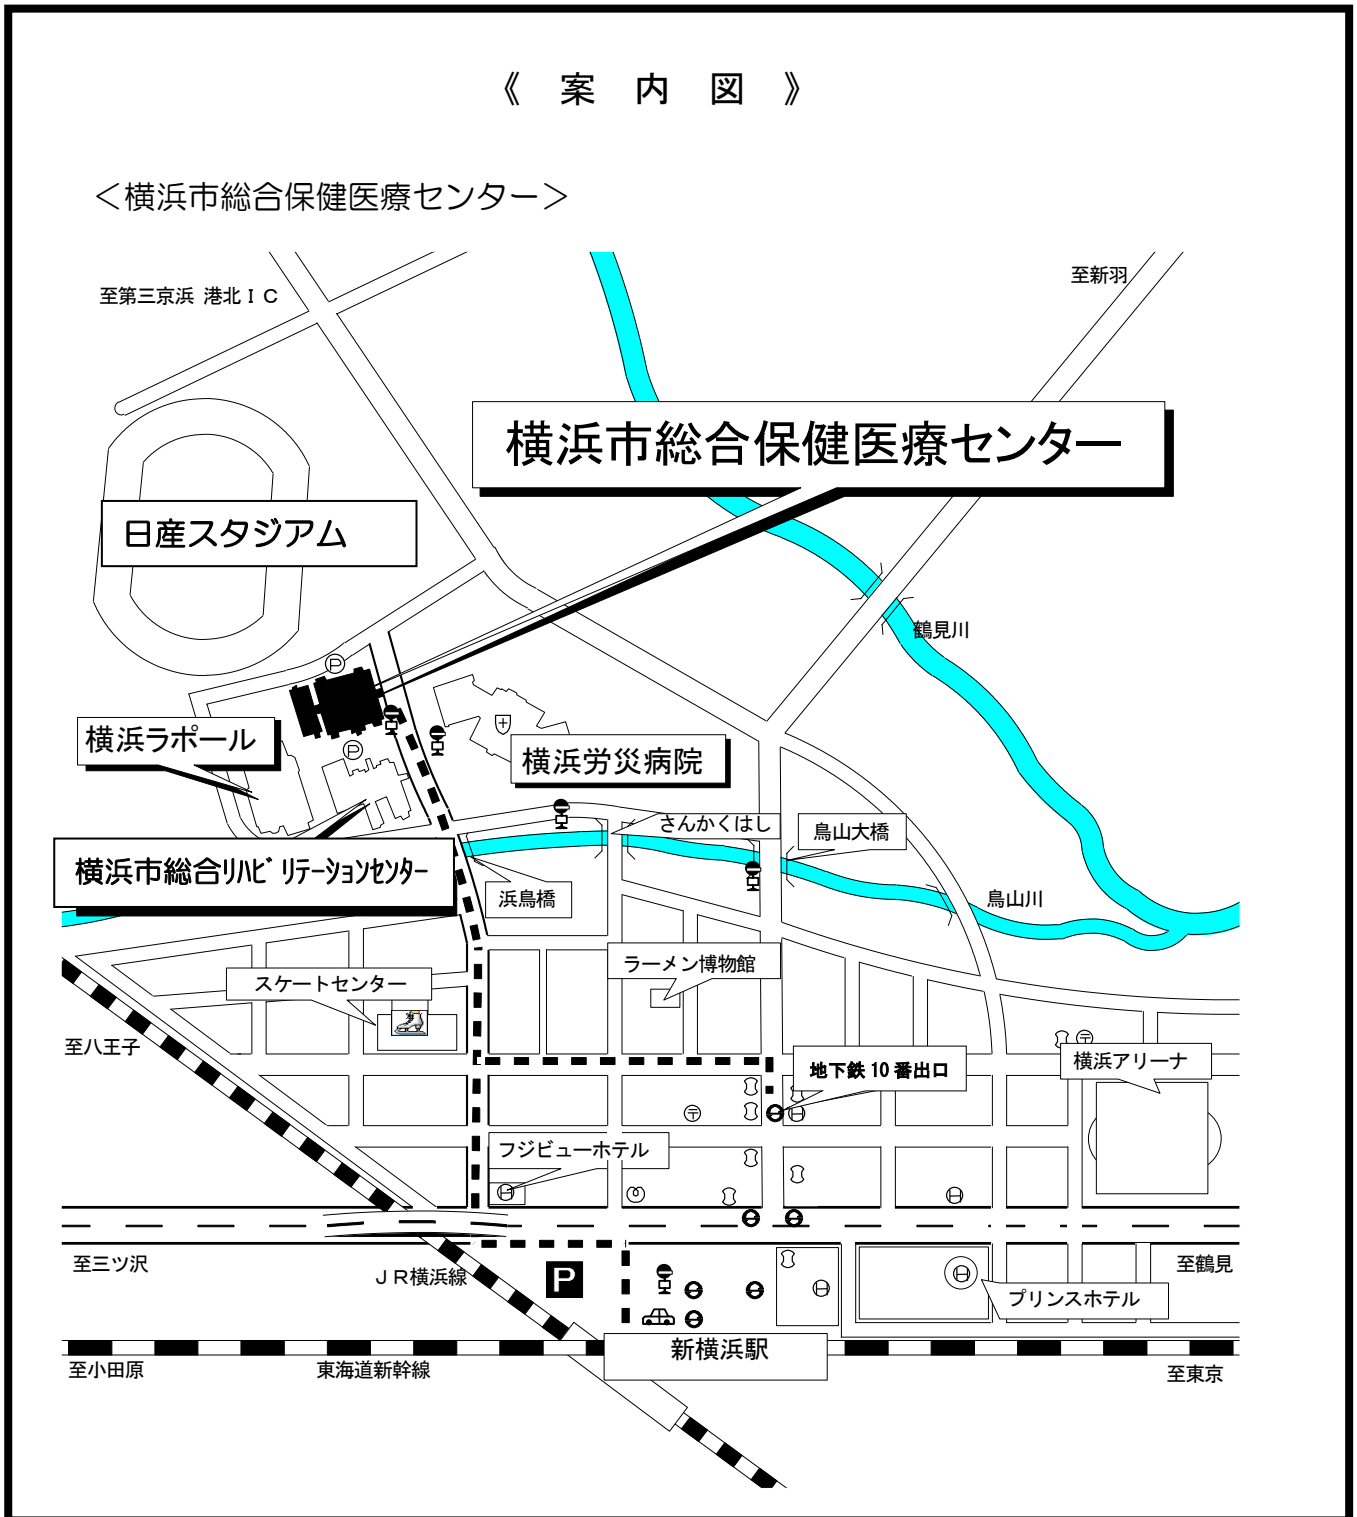 《 案 内 図 》
＜横浜市総合保健医療センター＞
至第三京浜 港北ＩＣ
至新羽
横浜市総合保健医療センター
日産スタジアム
鶴見川
Ｐ
横浜ラポール
横浜労災病院
Ｐ
さんかくはし
鳥山大橋
横浜市総合ﾘﾊﾋﾞﾘﾃｰｼｮﾝｾﾝﾀｰ
浜鳥橋
鳥山川
ラーメン博物館
スケートセンター
至八王子
地下鉄10番出口
横浜アリーナ
〒
〒
Ｈ
フジビューホテル
Ｈ
Ｈ
至三ツ沢
ＪＲ横浜線
P
Ｈ
Ｈ
至鶴見
プリンスホテル
新横浜駅
至小田原
東海道新幹線
至東京